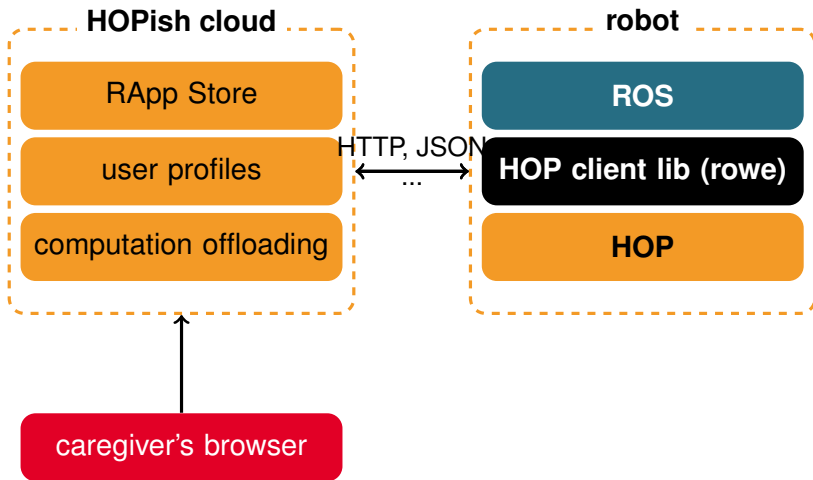 HOPish cloud
RApp Store
user profiles
computation offloading
HTTP, JSON
...
robot
ROS
HOP client lib (rowe)
HOP
caregiver's browser